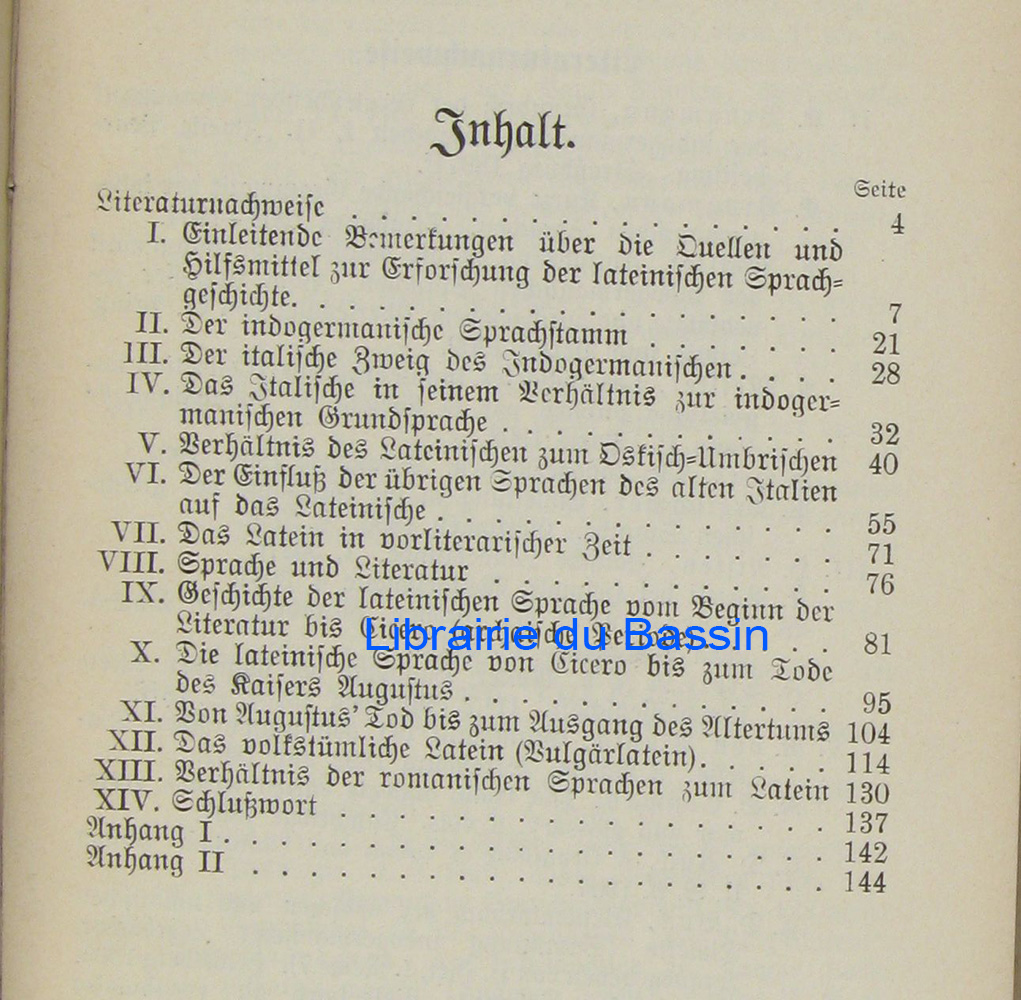 Inhalt.
Seite
Literaturnachweise . . . . . . . . . . . . . . . . 4
I. Einleitende Bemerkungen über die Quellen und
Hilfsmittel zur Erforschung der lateinischen Sprach-
geschichte. . . . . . . . . . . . . . . . . . . 7
II. Der indogermanische Sprachstamm . . . . . . . 21
III. Der italische Zweig des Indogermanischen . . . . 28
IV. Das Italische in seinem Verhältnis zur indoger-
manischen Grundsprache . . . . . . . . . . . . 32
V. Verhältnis des Lateinischen zum Oskisch-Umbrischen 40
VI. Der Einfluß der übrigen Sprachen des alten Italien
auf das Lateinische . . . . . . . . . . . . . . 55
VII. Das Latein in vorliterarischer Zeit . . . . . . . 71
VIII. Sprache und Literatur . . . . . . . . . . . . 76
IX. Geschichte der lateinischen Sprache vom Beginn der
Literatur bis Cicero (archaische Periode) . . . . 81
Librairie du Bassin
X. Die lateinische Sprache von Cicero bis zum Tode
des Kaisers Augustus . . . . . . . . . . . . . 95
XI. Von Augustus' Tod bis zum Ausgang des Altertums 104
XII. Das volkstümliche Latein (Vulgärlatein) . . . . . 114
XIII. Verhältnis der romanischen Sprachen zum Latein 130
XIV. Schlußwort . . . . . . . . . . . . . . . . . 137
Anhang I . . . . . . . . . . . . . . . . . . . . . 142
Anhang II . . . . . . . . . . . . . . . . . . . . 144